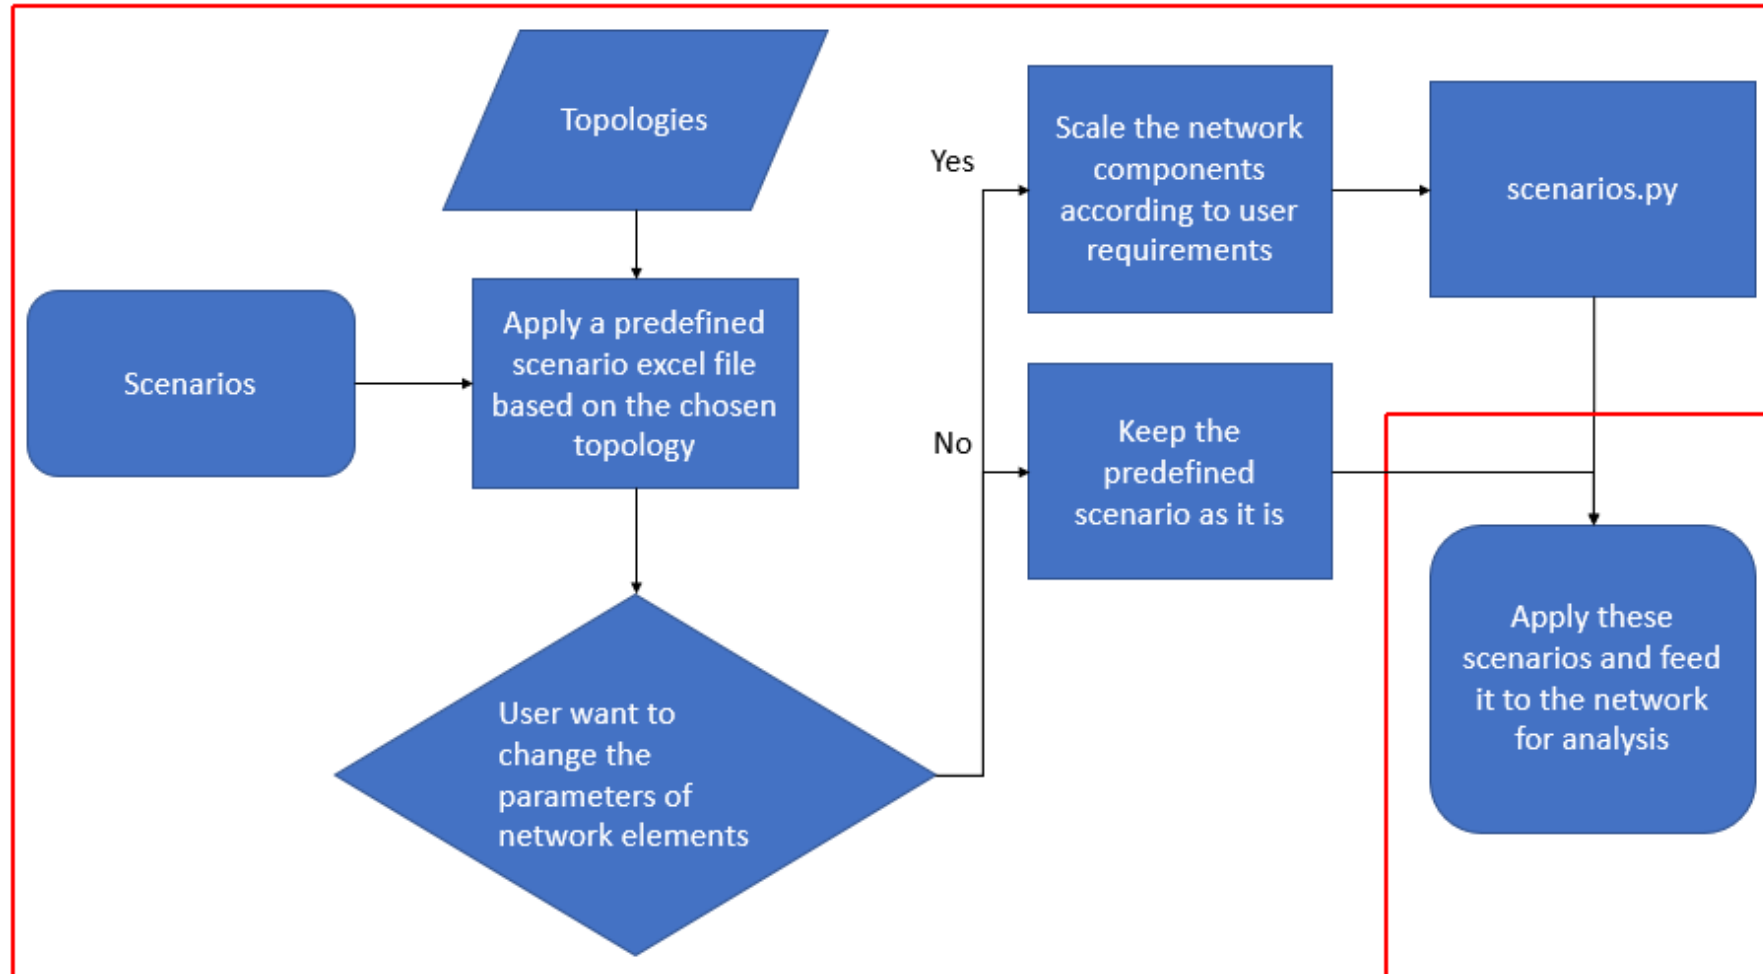 Topologies
Scenarios
Apply a predefined
scenario excel file
based on the chosen
topology
User want to
change the
parameters of
network elements
Yes
Scale the network
components
according to user
requirements
scenarios.py
No
Keep the
predefined
scenario as it is
Apply these
scenarios and feed
it to the network
for analysis